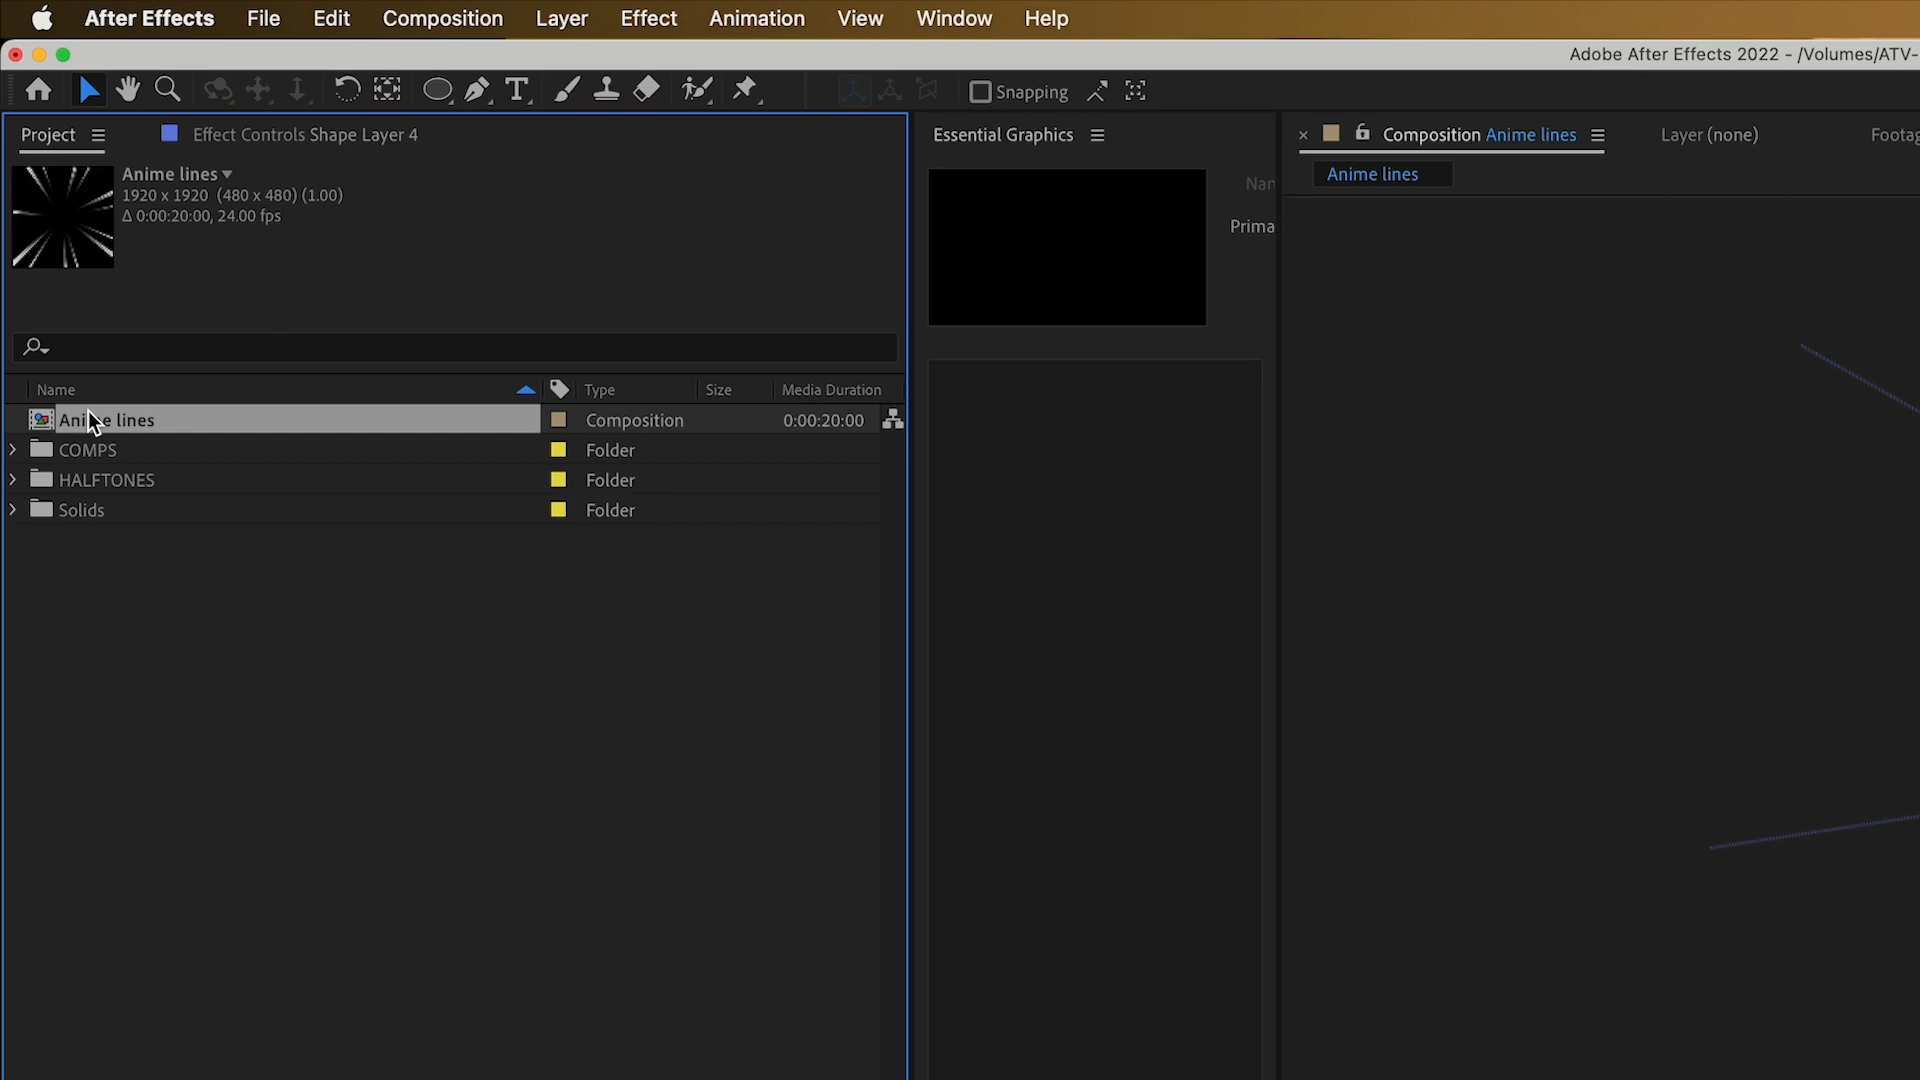 After Effects File Edit Composition Layer Effect Animation View Window Help
Adobe After Effects 2022 - /Volumes/ATV-
Snapping
Project
Effect Controls Shape Layer 4
Essential Graphics
Composition Anime lines
Layer (none)
Anime lines
1920 x 1920 (480 x 480) (1.00)
Δ 0:00:20:00, 24.00 fps
Anime lines
Name Type Size Media Duration
Anime lines Composition 0:00:20:00
COMPS Folder
HALFTONES Folder
Solids Folder